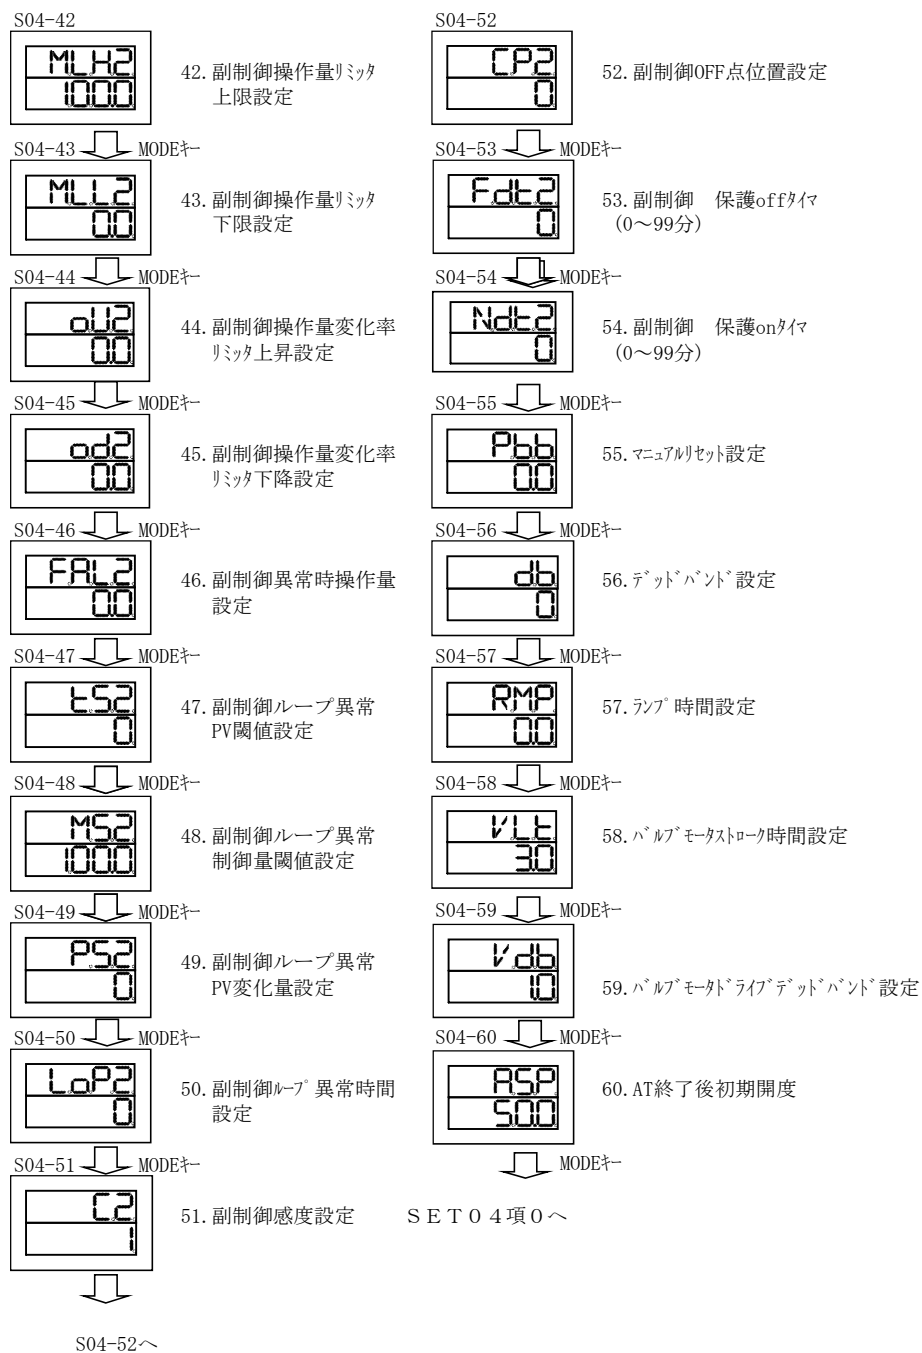 S04-42
MLH2
100.0
42. 副制御操作量ﾘﾐｯﾀ
上限設定
S04-43
MODEｷｰ
MLL2
0.0
43. 副制御操作量ﾘﾐｯﾀ
下限設定
S04-44
MODEｷｰ
oU2
0.0
44. 副制御操作量変化率
ﾘﾐｯﾀ上昇設定
S04-45
MODEｷｰ
od2
0.0
45. 副制御操作量変化率
ﾘﾐｯﾀ下降設定
S04-46
MODEｷｰ
FAL2
0.0
46. 副制御異常時操作量
設定
S04-47
MODEｷｰ
tS2
0
47. 副制御ループ異常
PV閾値設定
S04-48
MODEｷｰ
MS2
100.0
48. 副制御ループ異常
制御量閾値設定
S04-49
MODEｷｰ
PS2
0
49. 副制御ループ異常
PV変化量設定
S04-50
MODEｷｰ
LoP2
0
50. 副制御ﾙｰﾌﾟ異常時間
設定
S04-51
MODEｷｰ
C2
1
51. 副制御感度設定
S04-52へ
S04-52
CP2
0
52. 副制御OFF点位置設定
S04-53
MODEｷｰ
Fdt2
0
53. 副制御　保護offﾀｲﾏ
(0～99分)
S04-54
MODEｷｰ
Ndt2
0
54. 副制御　保護onﾀｲﾏ
(0～99分)
S04-55
MODEｷｰ
Pbb
0.0
55. ﾏﾆｭｱﾙﾘｾｯﾄ設定
S04-56
MODEｷｰ
db
0
56. ﾃﾞｯﾄﾞﾊﾞﾝﾄﾞ設定
S04-57
MODEｷｰ
RMP
0.0
57. ﾗﾝﾌﾟ時間設定
S04-58
MODEｷｰ
VLt
3.0
58. ﾊﾞﾙﾌﾞﾓｰﾀｽﾄﾛｰｸ時間設定
S04-59
MODEｷｰ
Vdb
1.0
59. ﾊﾞﾙﾌﾞﾓｰﾀﾄﾞﾗｲﾌﾞﾃﾞｯﾄﾞﾊﾞﾝﾄﾞ設定
S04-60
MODEｷｰ
ASP
50.0
60. AT終了後初期開度
MODEｷｰ
ＳＥＴ０４項０へ